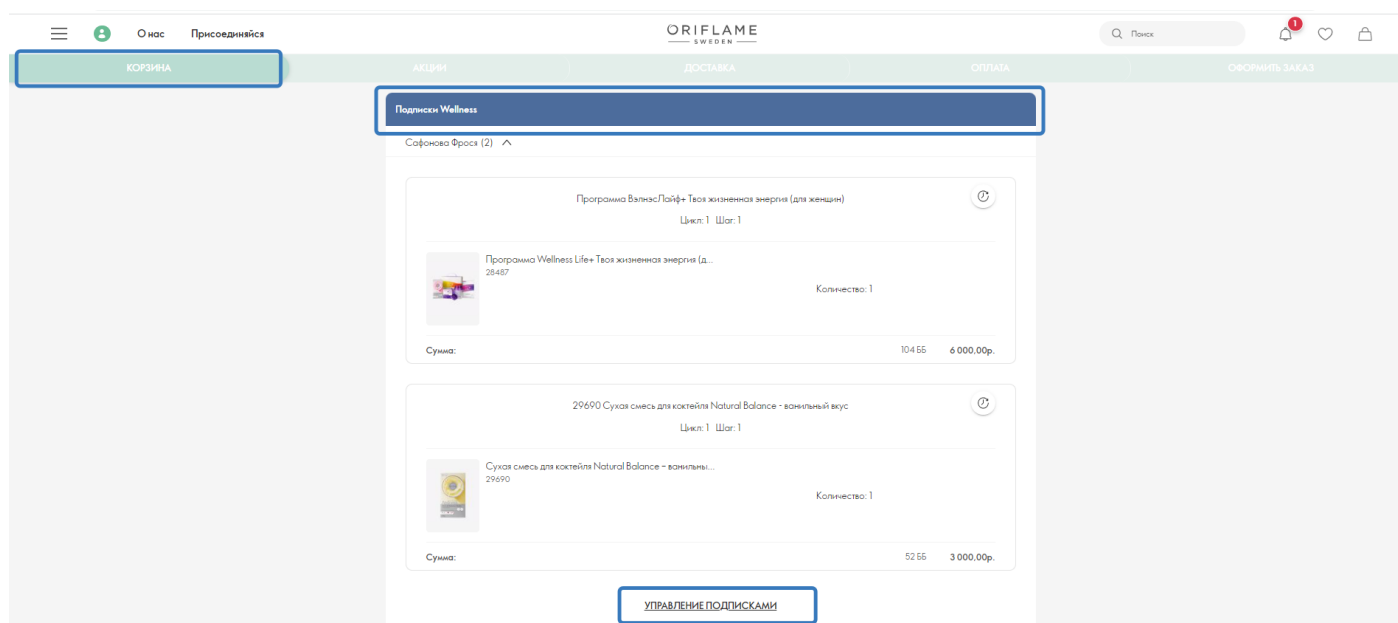 О нас Присоединяйся ORIFLAME Поиск 1
SWEDEN
КОРЗИНА АКЦИИ ДОСТАВКА ОПЛАТА ОФОРМИТЬ ЗАКАЗ
Подписки Wellness
Сафонова Фрося (2)
Программа ВэлнэсЛайф+ Твоя жизненная энергия (для женщин)
Цикл: 1 Шаг: 1
Программа Wellness Life+ Твоя жизненная энергия (д...
28487
Количество: 1
Сумма: 104 ББ 6 000,00р.
29690 Сухая смесь для коктейля Natural Balance - ванильный вкус
Цикл: 1 Шаг: 1
Сухая смесь для коктейля Natural Balance – ванильны...
29690
Количество: 1
Сумма: 52 ББ 3 000,00р.
УПРАВЛЕНИЕ ПОДПИСКАМИ